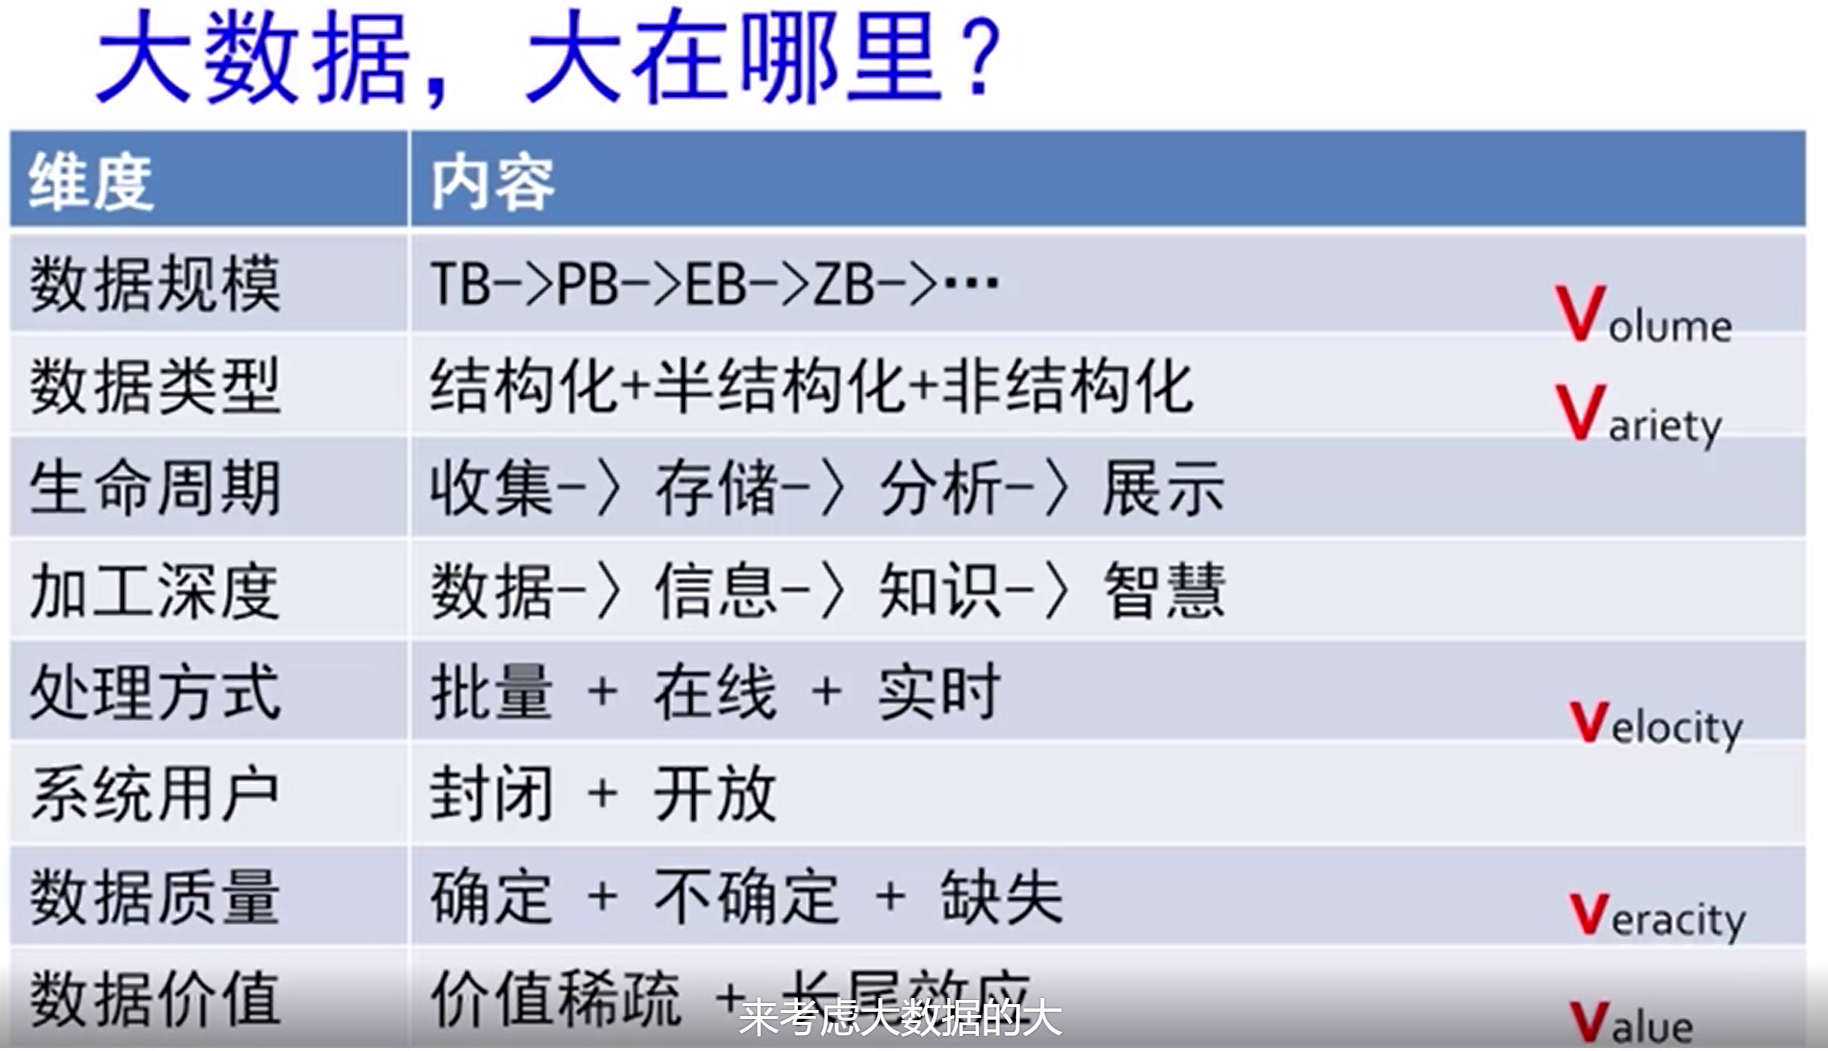 大数据，大在哪里？
维度 内容
数据规模 TB->PB->EB->ZB->… Volume
数据类型 结构化+半结构化+非结构化 Variety
生命周期 收集-〉存储-〉分析-〉展示
加工深度 数据-〉信息-〉知识-〉智慧
处理方式 批量 + 在线 + 实时 Velocity
系统用户 封闭 + 开放
数据质量 确定 + 不确定 + 缺失 Veracity
数据价值 价值稀疏 + 长尾效应 Value
来考虑大数据的大